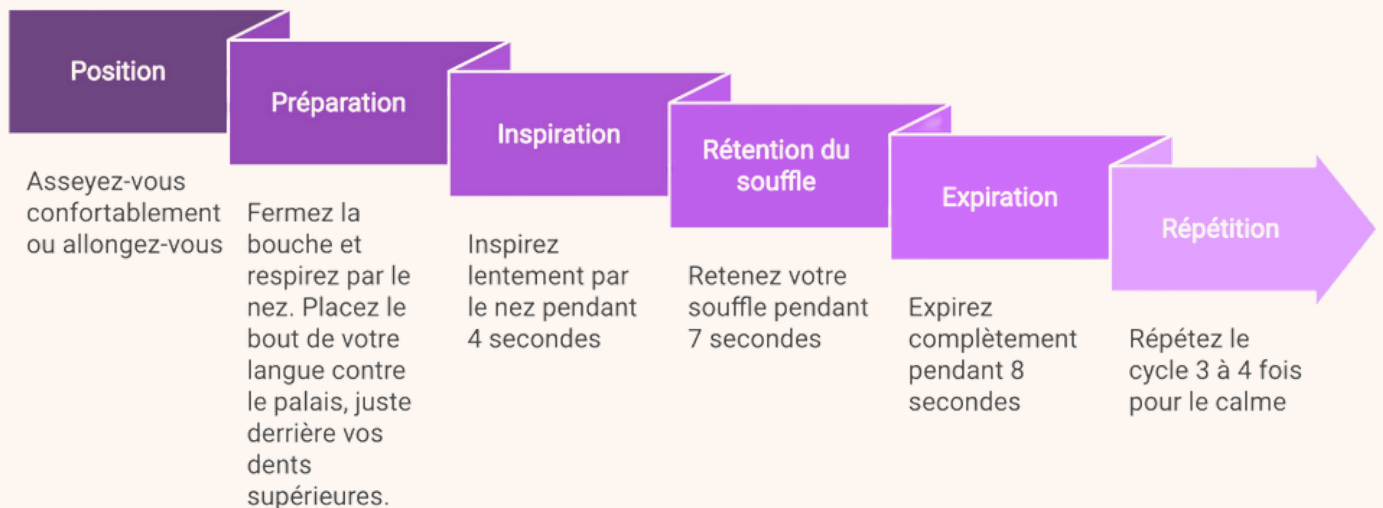 Position
Asseyez-vous
confortablement
ou allongez-vous
Préparation
Fermez la
bouche et
respirez par le
nez. Placez le
bout de votre
langue contre
le palais, juste
derrière vos
dents
supérieures.
Inspiration
Inspirez
lentement par
le nez pendant
4 secondes
Rétention du
souffle
Retenez votre
souffle pendant
7 secondes
Expiration
Expirez
complètement
pendant 8
secondes
Répétition
Répétez le
cycle 3 à 4 fois
pour le calme